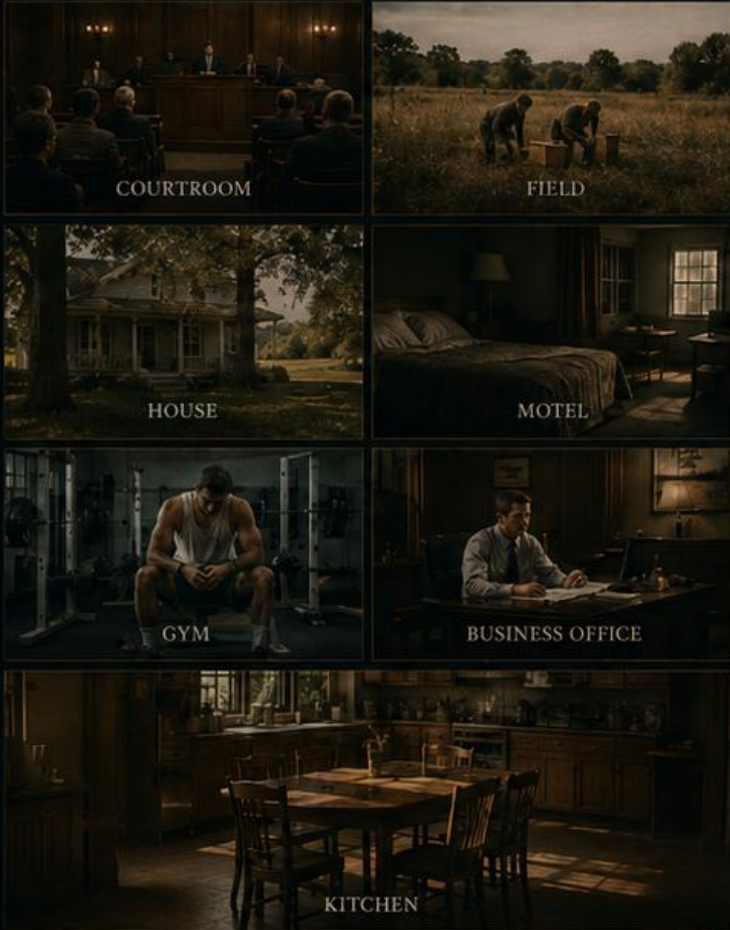 COURTROOM
FIELD
HOUSE
MOTEL
GYM
BUSINESS OFFICE
KITCHEN